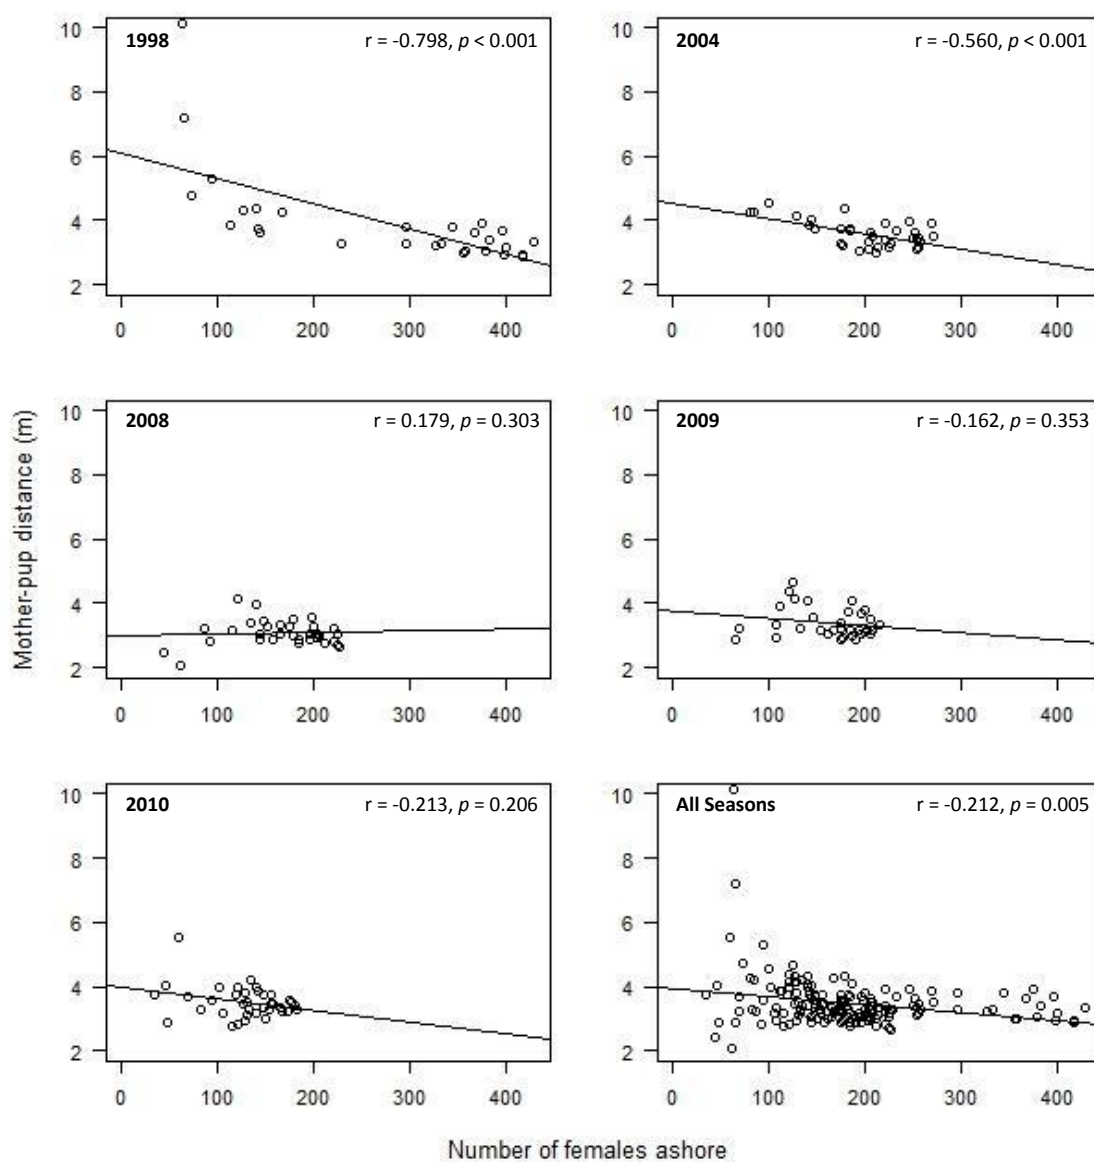 1998 r = -0.798, p < 0.001
10
8
6
4
2
0 100 200 300 400
2004 r = -0.560, p < 0.001
10
8
6
4
2
0 100 200 300 400
Mother-pup distance (m)
2008 r = 0.179, p = 0.303
10
8
6
4
2
0 100 200 300 400
2009 r = -0.162, p = 0.353
10
8
6
4
2
0 100 200 300 400
2010 r = -0.213, p = 0.206
10
8
6
4
2
0 100 200 300 400
All Seasons r = -0.212, p = 0.005
10
8
6
4
2
0 100 200 300 400
Number of females ashore